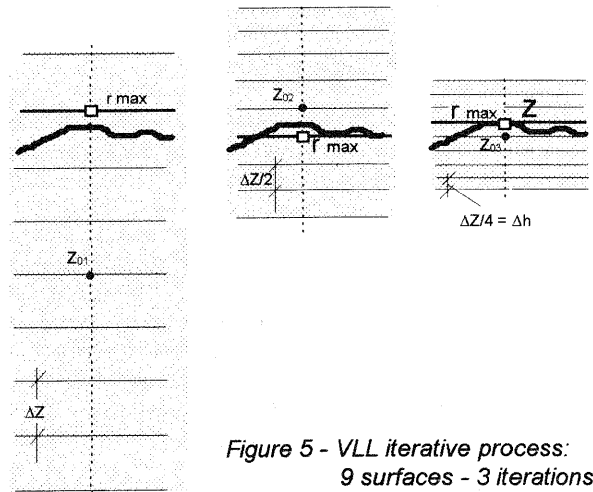 r max
Z01
ΔZ
Z02
r max
ΔZ/2
r max Z
Z03
ΔZ/4 = Δh
Figure 5 - VLL iterative process:
9 surfaces - 3 iterations